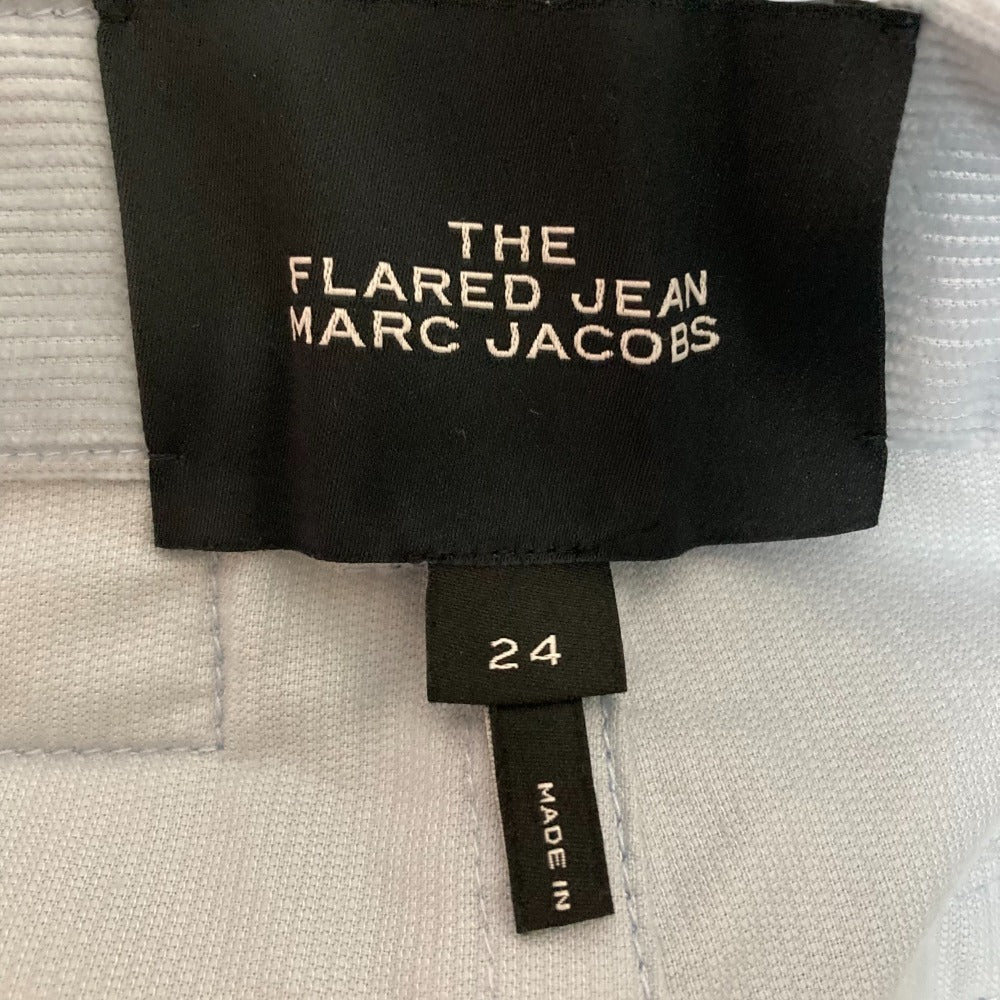 THE
FLARED JEAN
MARC JACOBS
24
MADE IN